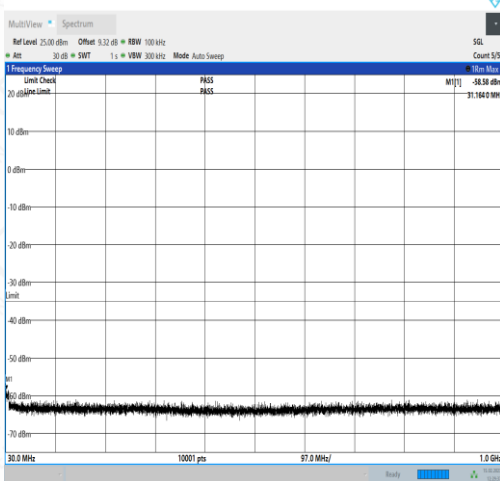 MultiView Spectrum
Ref Level 25.00 dBm Offset 9.32 dB RBW 100 kHz SGL
Att 30 dB SWT 1 s VBW 300 kHz Mode Auto Sweep Count 5/5
1 Frequency Sweep 1Rm Max
Limit Check PASS M1[1] -58.58 dBm
Line Limit PASS 31.1640 MH
20 dBm
10 dBm
0 dBm
-10 dBm
-20 dBm
-30 dBm
Limit
-40 dBm
-50 dBm
M1
-60 dBm
-70 dBm
30.0 MHz 10001 pts 97.0 MHz/ 1.0 GHz
Ready